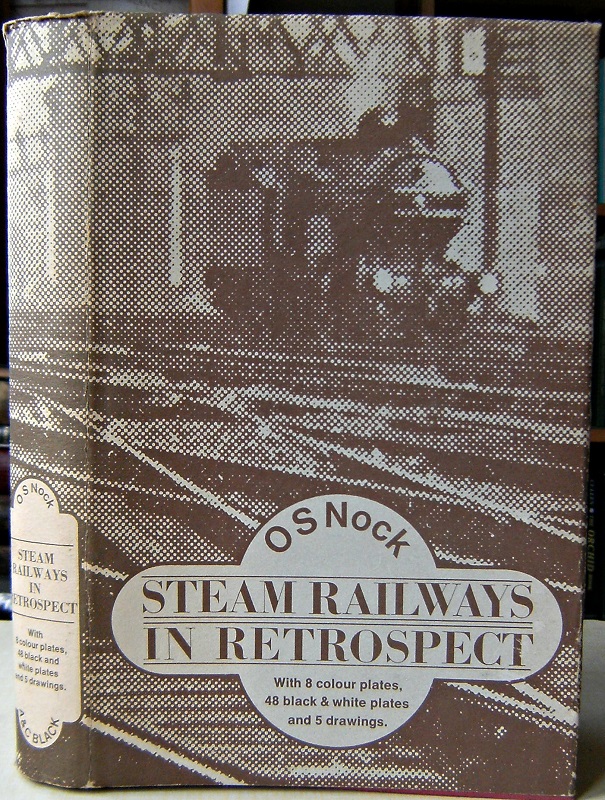 O S Nock
STEAM RAILWAYS
IN RETROSPECT
With 8 colour plates,
48 black & white plates
and 5 drawings.
O S Nock
STEAM
RAILWAYS
IN
RETROSPECT
With
8 colour plates,
48 black and
white plates
and 5 drawings.
A & C BLACK
ORCHID